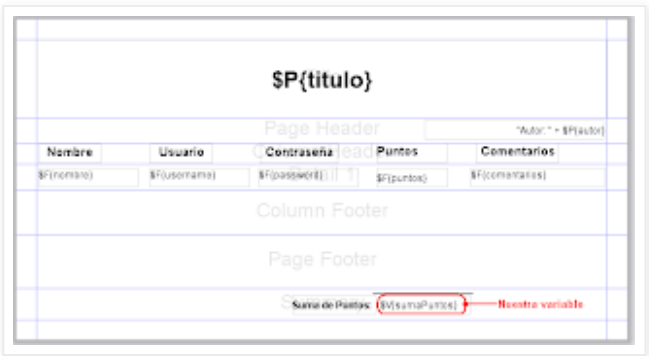 $P{titulo}
Page Header
"Autor: " + $P{autor}
Nombre Usuario Contraseña Puntos Comentarios
$F{nombre} $F{username} $F{password} $F{puntos} $F{comentarios}
Column Footer
Page Footer
Suma de Puntos: $V{sumaPuntos} Nuestra variable